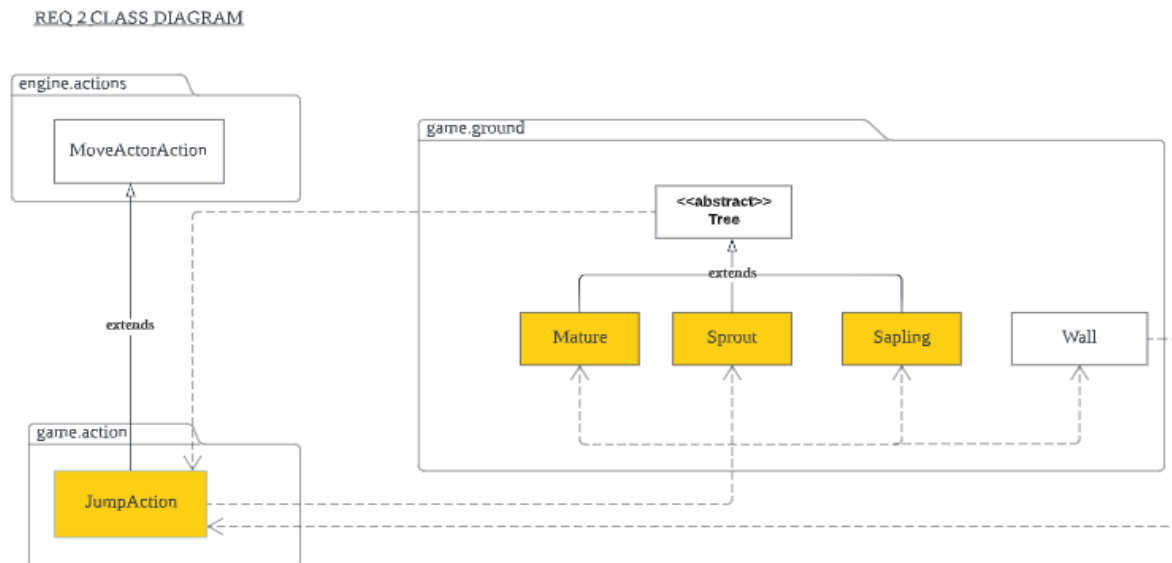 REQ 2 CLASS DIAGRAM
engine.actions
MoveActorAction
game.ground
<<abstract>>
Tree
extends
Mature
Sprout
Sapling
Wall
extends
game.action
JumpAction